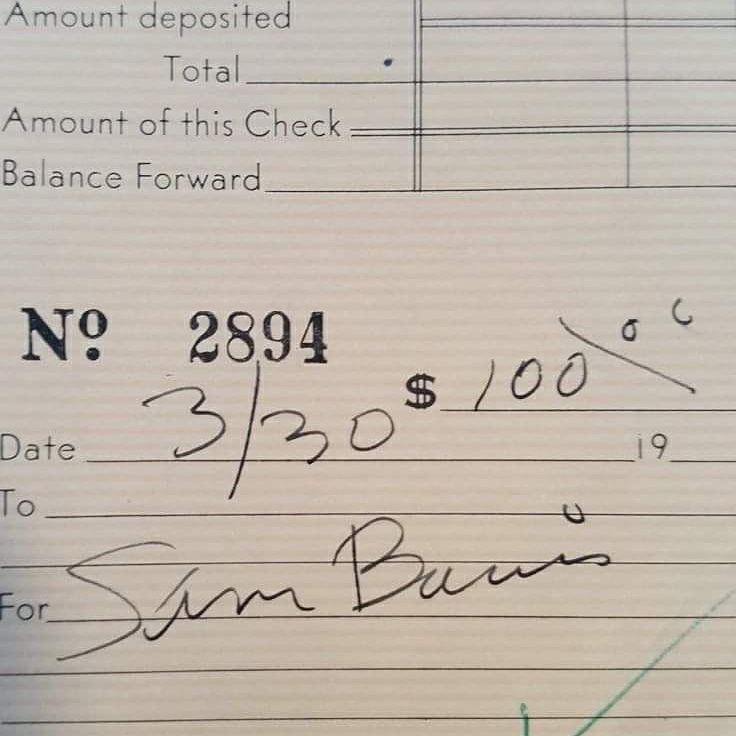 Amount deposited
Total
Amount of this Check
Balance Forward
Nº 2894
$ 100 00
Date 3/30 19
To
For Sam